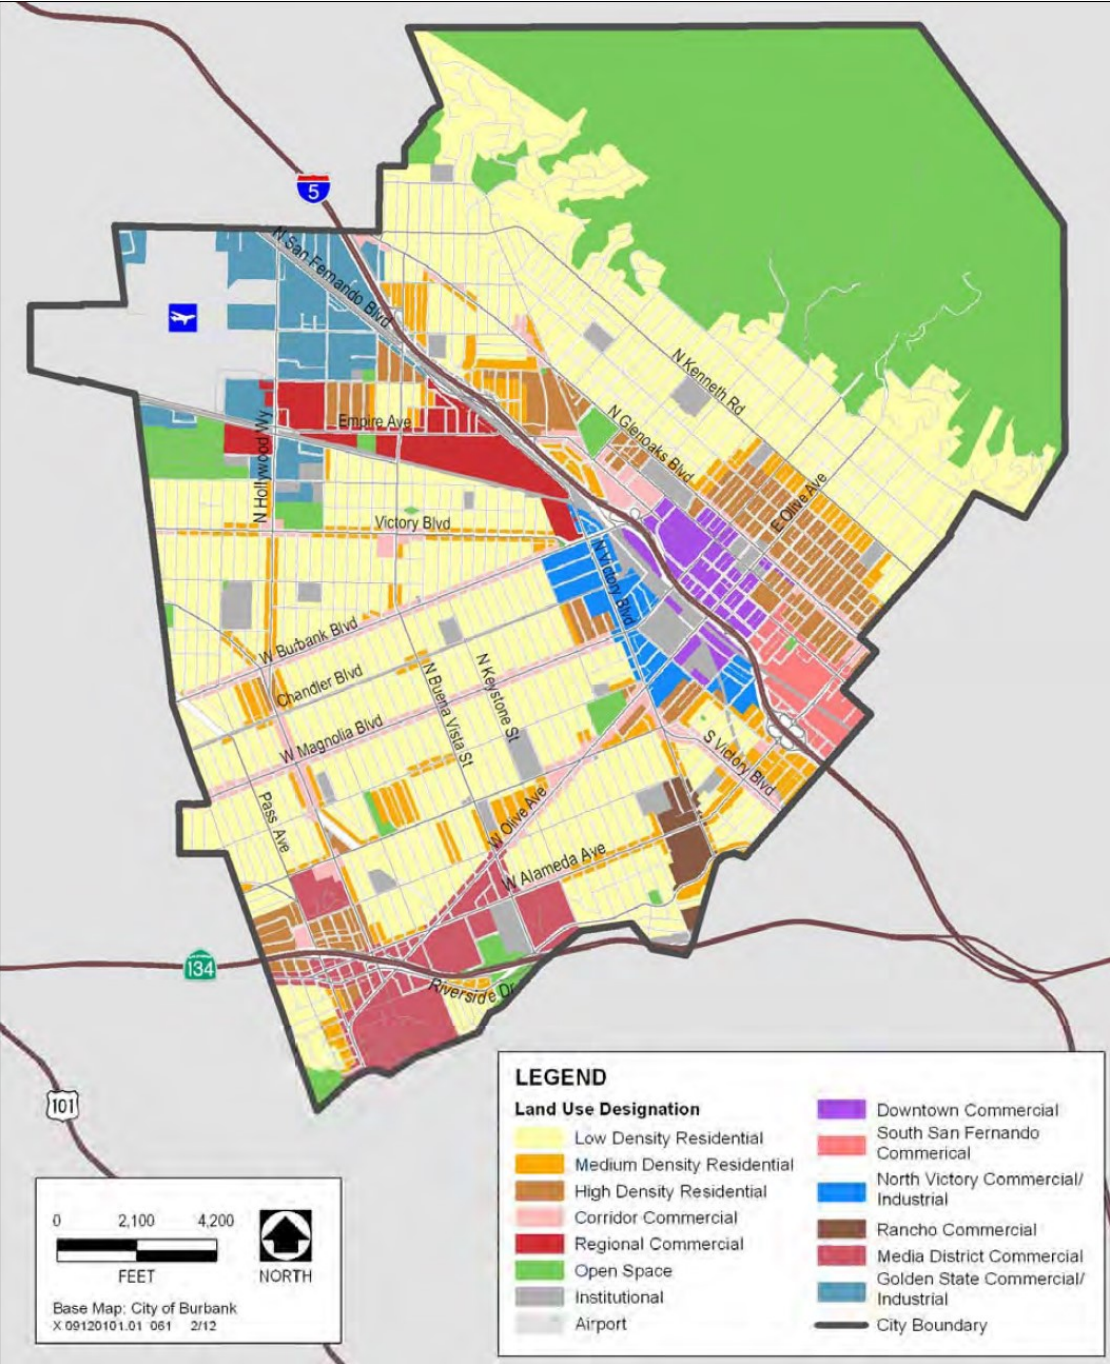 5
N San Fernando Blvd
N Kenneth Rd
Empire Ave
N Glenoaks Blvd
N Hollywood Wy
E Olive Ave
Victory Blvd
N Victory Blvd
W Burbank Blvd
Chandler Blvd
N Buena Vista St
N Keystone St
W Magnolia Blvd
S Victory Blvd
Pass Ave
W Olive Ave
W Alameda Ave
134
Riverside Dr
101
LEGEND
Land Use Designation
Low Density Residential
Medium Density Residential
High Density Residential
Corridor Commercial
Regional Commercial
Open Space
Institutional
Airport
Downtown Commercial
South San Fernando
Commerical
North Victory Commercial/
Industrial
Rancho Commercial
Media District Commercial
Golden State Commercial/
Industrial
City Boundary
0 2,100 4,200
FEET
NORTH
Base Map: City of Burbank
X 09120101.01 061 2/12